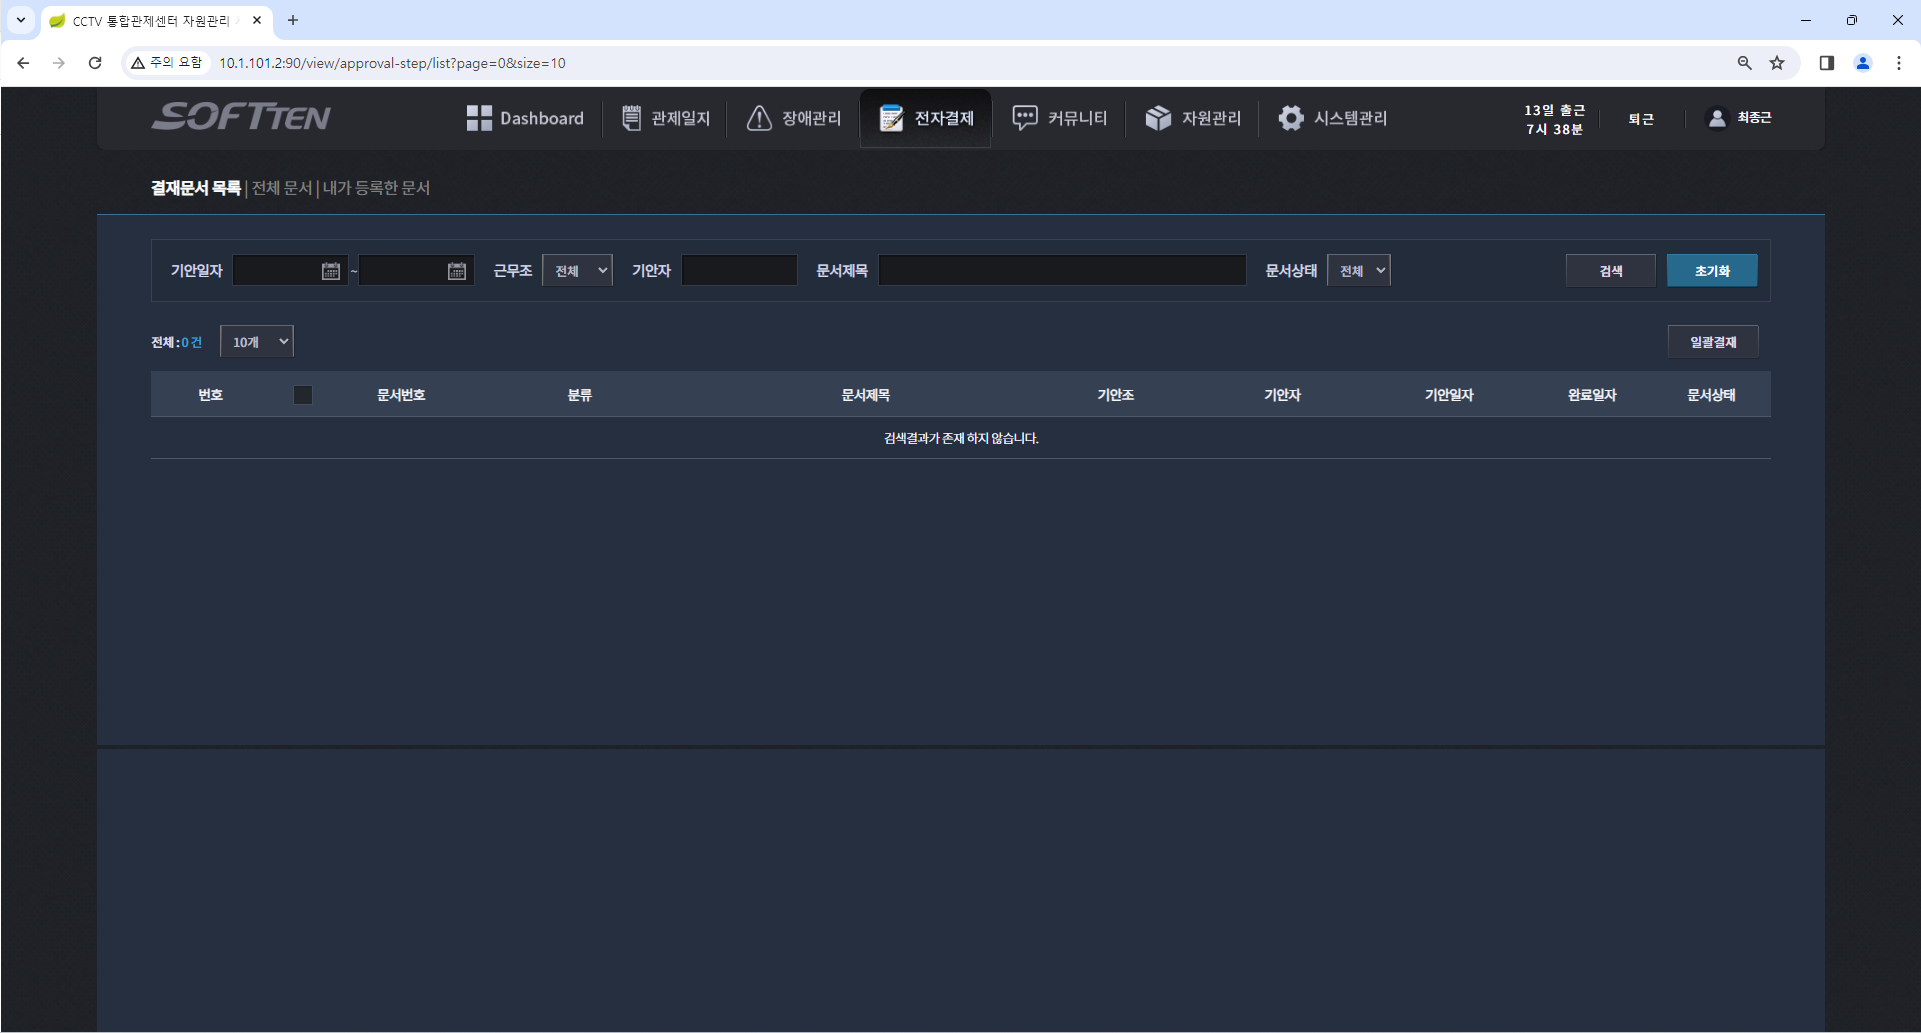 CCTV 통합관제센터 자원관리
주의 요함 10.1.101.2:90/view/approval-step/list?page=0&size=10
SOFTTEN Dashboard 관제일지 장애관리 전자결제 커뮤니티 자원관리 시스템관리 13일 출근 퇴근 최종근
7시 38분
결재문서 목록 | 전체 문서 | 내가 등록한 문서
기안일자 ~ 근무조 전체 기안자 문서제목 문서상태 전체 검색 초기화
전체 : 0 건 10개 일괄결재
번호 문서번호 분류 문서제목 기안조 기안자 기안일자 완료일자 문서상태
검색결과가 존재 하지 않습니다.